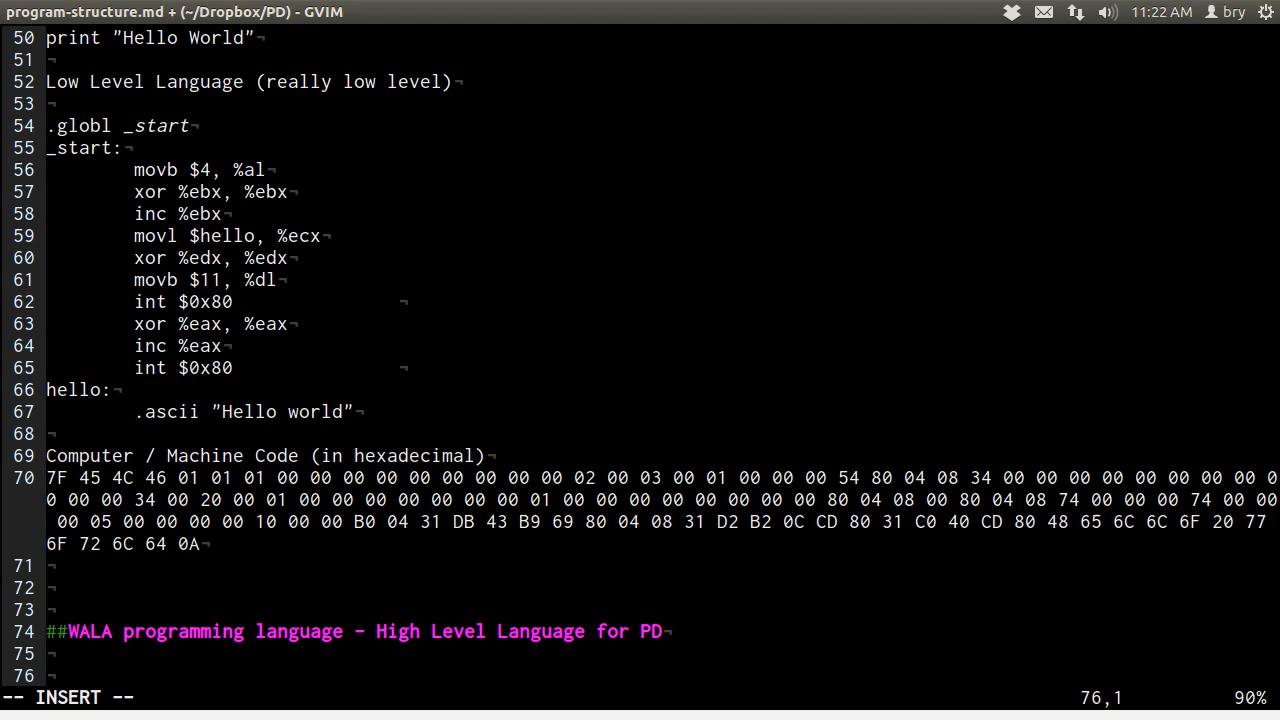 program-structure.md + (~/Dropbox/PD) - GVIM 11:22 AM bry
50 print "Hello World"¬
51 ¬
52 Low Level Language (really low level)¬
53 ¬
54 .globl _start¬
55 _start:¬
56 movb $4, %al¬
57 xor %ebx, %ebx¬
58 inc %ebx¬
59 movl $hello, %ecx¬
60 xor %edx, %edx¬
61 movb $11, %dl¬
62 int $0x80 ¬
63 xor %eax, %eax¬
64 inc %eax¬
65 int $0x80 ¬
66 hello:¬
67 .ascii "Hello world"¬
68 ¬
69 Computer / Machine Code (in hexadecimal)¬
70 7F 45 4C 46 01 01 01 00 00 00 00 00 00 00 00 00 02 00 03 00 01 00 00 00 54 80 04 08 34 00 00 00 00 00 00 00 0
0 00 00 34 00 20 00 01 00 00 00 00 00 00 00 01 00 00 00 00 00 00 00 80 04 08 00 80 04 08 74 00 00 00 74 00 00
00 05 00 00 00 00 10 00 00 B0 04 31 DB 43 B9 69 80 04 08 31 D2 B2 0C CD 80 31 C0 40 CD 80 48 65 6C 6C 6F 20 77
6F 72 6C 64 0A¬
71 ¬
72 ¬
73 ¬
74 ##WALA programming language - High Level Language for PD¬
75 ¬
76 ¬
-- INSERT -- 76,1 90%